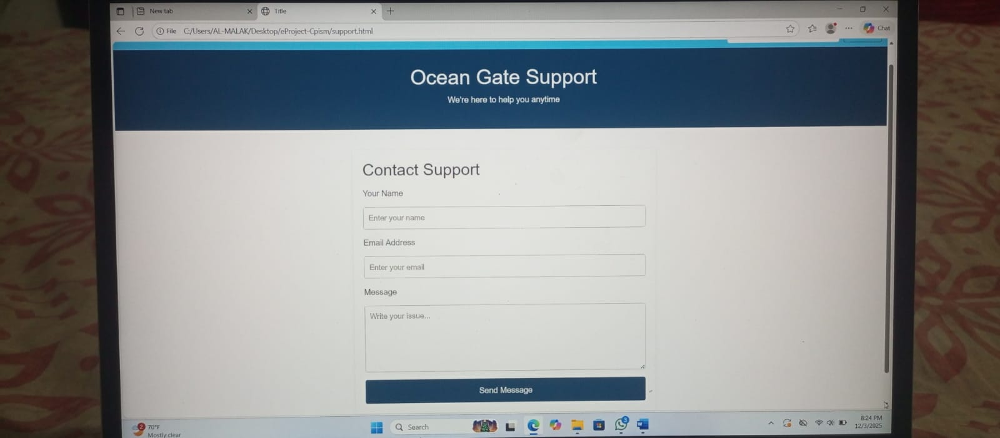 New tab
Title
File C:/Users/AL-MALAK/Desktop/eProject-Cpism/support.html
Chat
Ocean Gate Support
We're here to help you anytime
Contact Support
Your Name
Enter your name
Email Address
Enter your email
Message
Write your issue...
Send Message
2
70°F
Mostly clear
Search
3
8:24 PM
12/3/2025